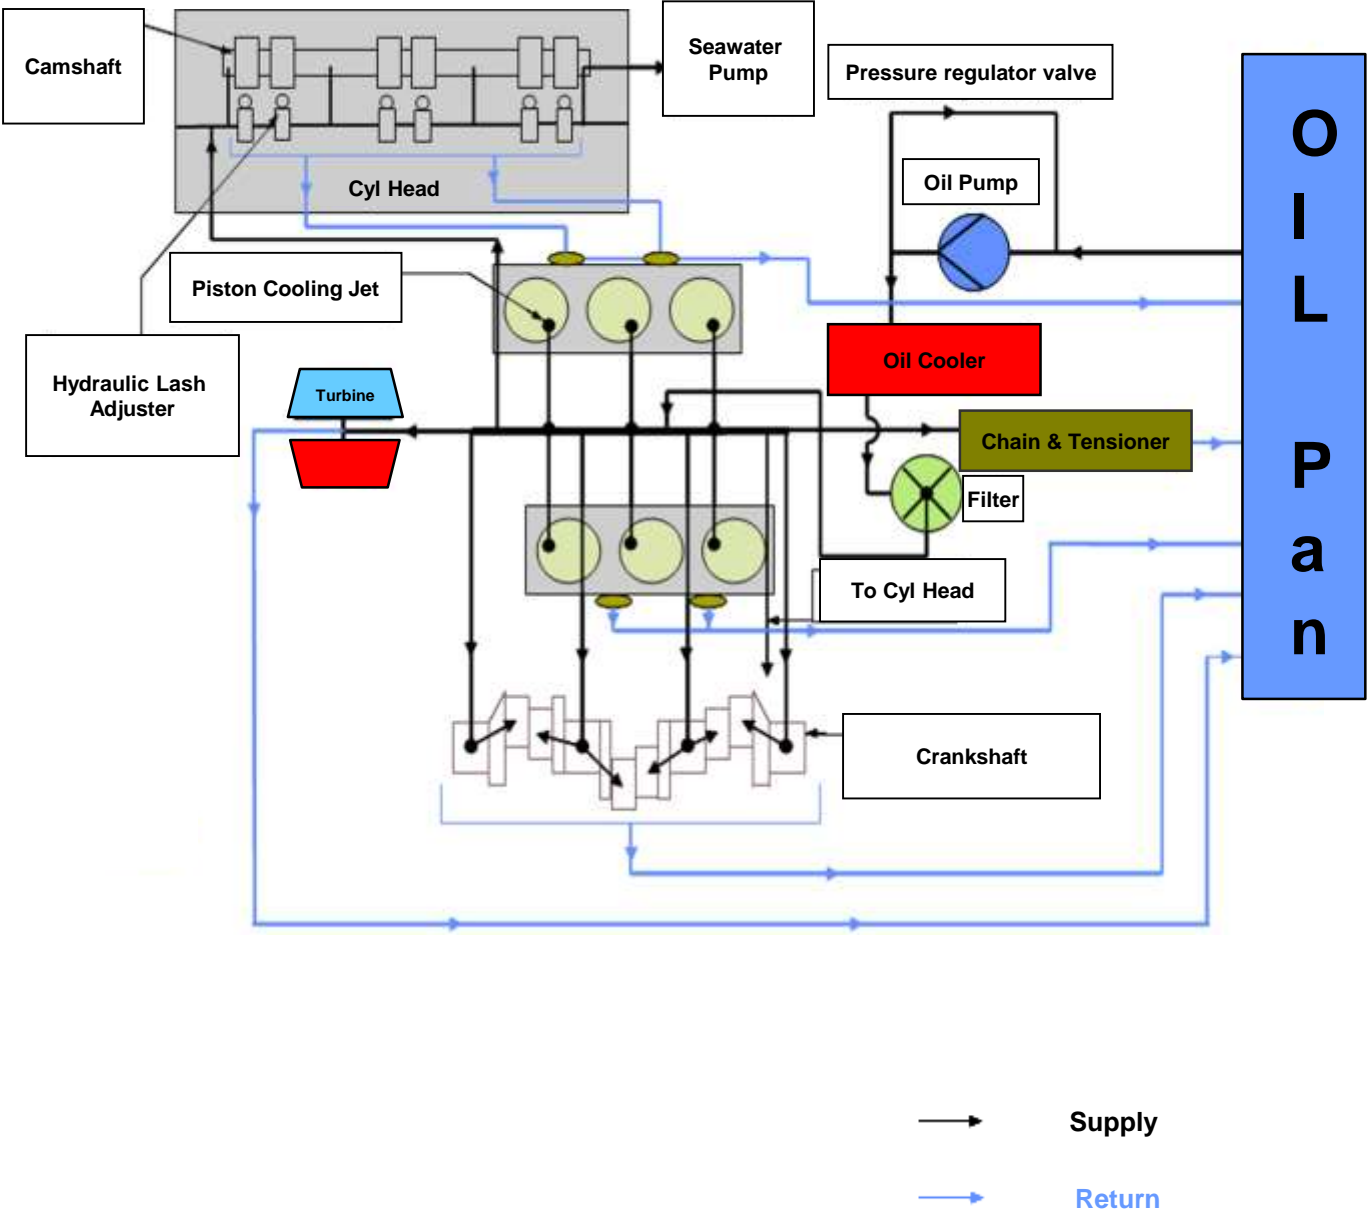 Camshaft
Seawater
Pump
Pressure regulator valve
Oil Pump
Cyl Head
Piston Cooling Jet
Hydraulic Lash
Adjuster
Turbine
Oil Cooler
Chain & Tensioner
Filter
To Cyl Head
Crankshaft
O
I
L
P
a
n
Supply
Return